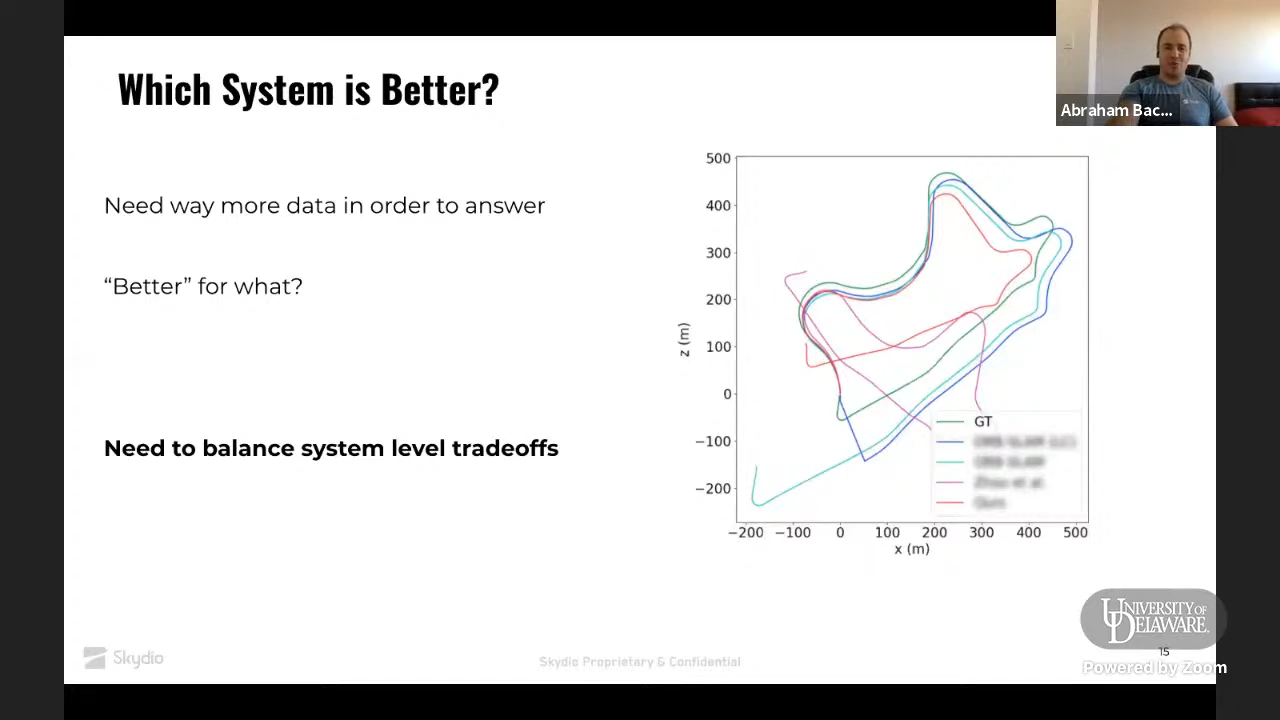 Which System is Better?
Abraham Bac...
Need way more data in order to answer
“Better” for what?
Need to balance system level tradeoffs
500
400
300
200
100
0
−100
−200
z (m)
−200 −100 0 100 200 300 400 500
x (m)
GT
Skydio
Skydio Proprietary & Confidential
UNIVERSITY OF
DELAWARE.
15
Powered by Zoom